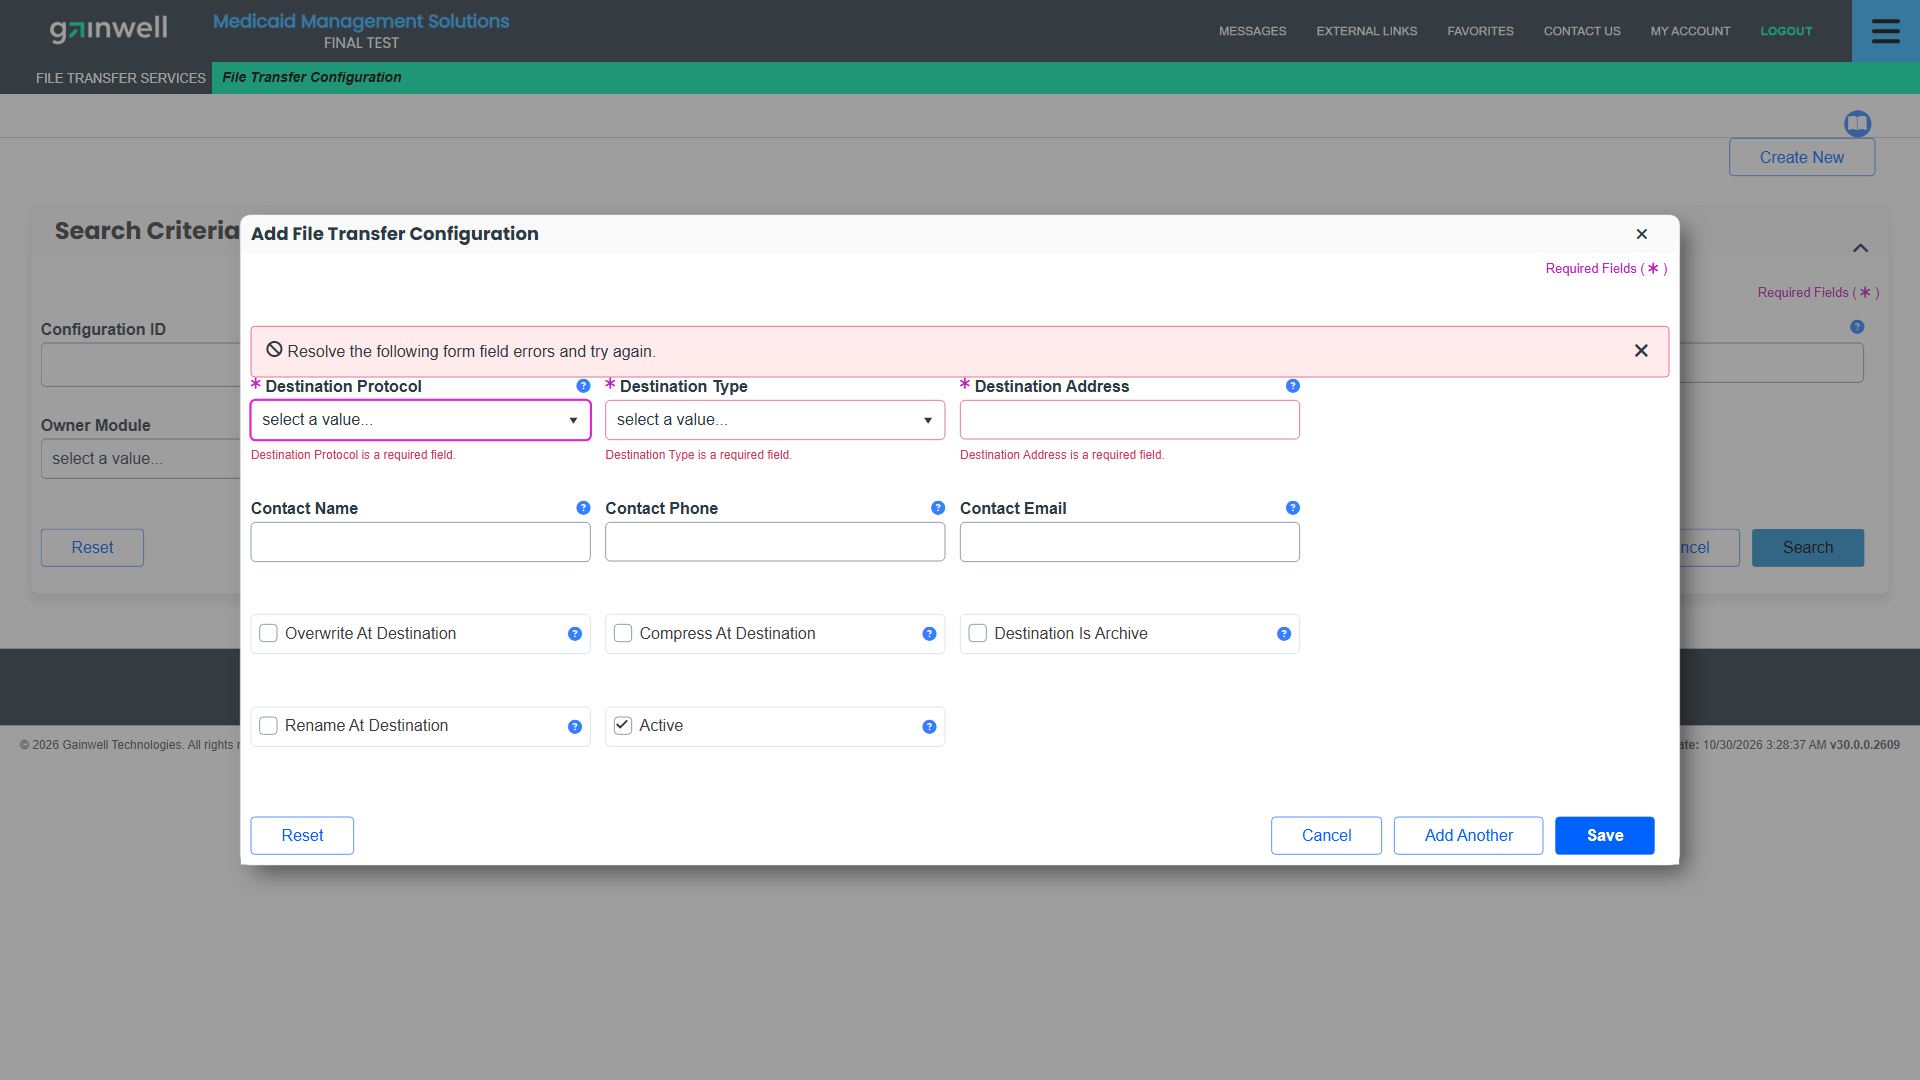 gainwell
Medicaid Management Solutions
FINAL TEST
MESSAGES
EXTERNAL LINKS
FAVORITES
CONTACT US
MY ACCOUNT
LOGOUT
FILE TRANSFER SERVICES
File Transfer Configuration
Create New
Search Criteria
Required Fields ( * )
Configuration ID
Owner Module
select a value...
Reset
Search
Add File Transfer Configuration
Required Fields ( * )
Resolve the following form field errors and try again.
* Destination Protocol
* Destination Type
* Destination Address
select a value...
select a value...
Destination Protocol is a required field.
Destination Type is a required field.
Destination Address is a required field.
Contact Name
Contact Phone
Contact Email
Overwrite At Destination
Compress At Destination
Destination Is Archive
Rename At Destination
Active
Reset
Cancel
Add Another
Save
© 2026 Gainwell Technologies. All rights
10/30/2026 3:28:37 AM v30.0.0.2609